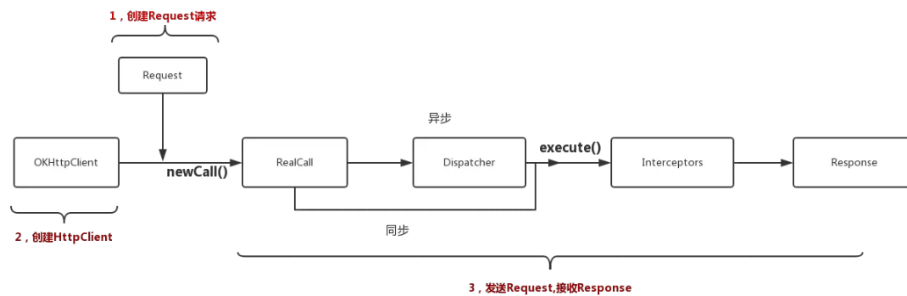 1，创建Request请求
Request
异步
OKHttpClient
newCall()
RealCall
Dispatcher
execute()
Interceptors
Response
同步
2，创建HttpClient
3，发送Request,接收Response